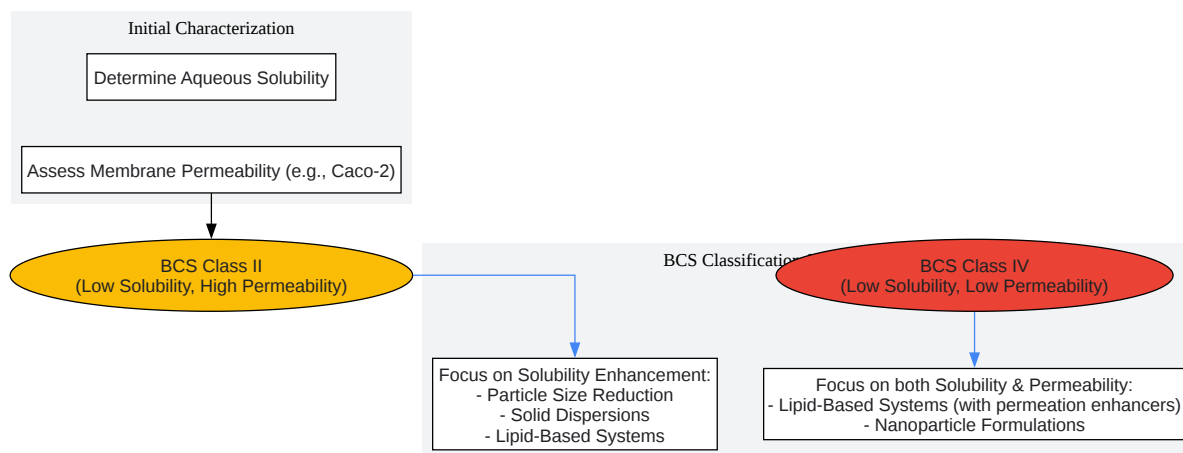 Initial Characterization
Determine Aqueous Solubility
Assess Membrane Permeability (e.g., Caco-2)
BCS Class II
(Low Solubility, High Permeability)
BCS Classification
BCS Class IV
(Low Solubility, Low Permeability)
Focus on Solubility Enhancement:
- Particle Size Reduction
- Solid Dispersions
- Lipid-Based Systems
Focus on both Solubility & Permeability:
- Lipid-Based Systems (with permeation enhancers)
- Nanoparticle Formulations